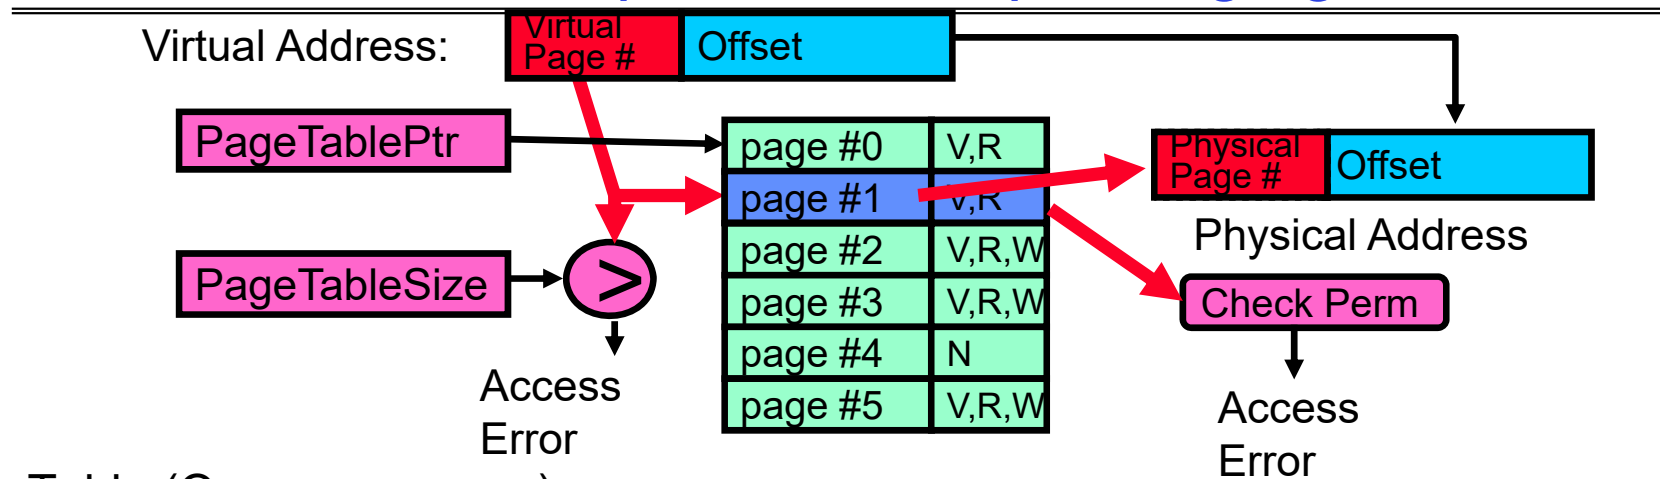 Virtual Address:
Virtual
Page #
Offset
PageTablePtr
page #0 V,R
page #1 V,R
page #2 V,R,W
page #3 V,R,W
page #4 N
page #5 V,R,W
Physical
Page #
Offset
Physical Address
PageTableSize
>
Check Perm
Access
Error
Access
Error